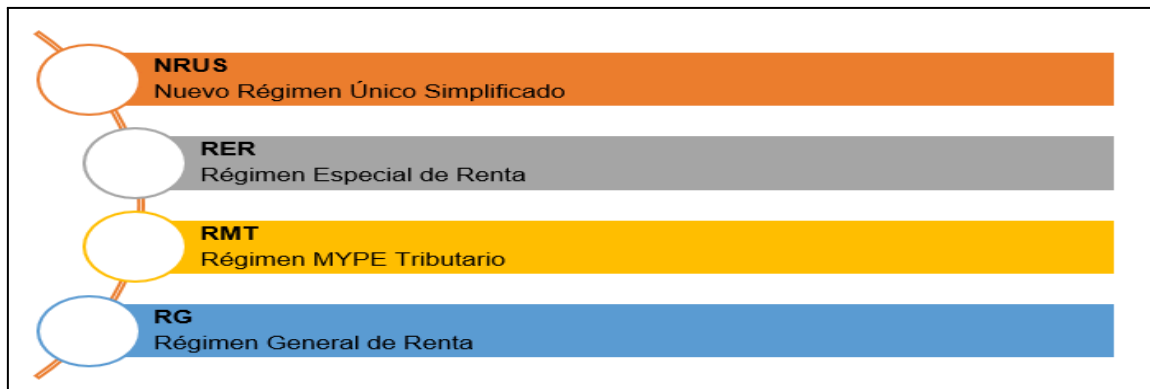 NRUS
Nuevo Régimen Único Simplificado
RER
Régimen Especial de Renta
RMT
Régimen MYPE Tributario
RG
Régimen General de Renta